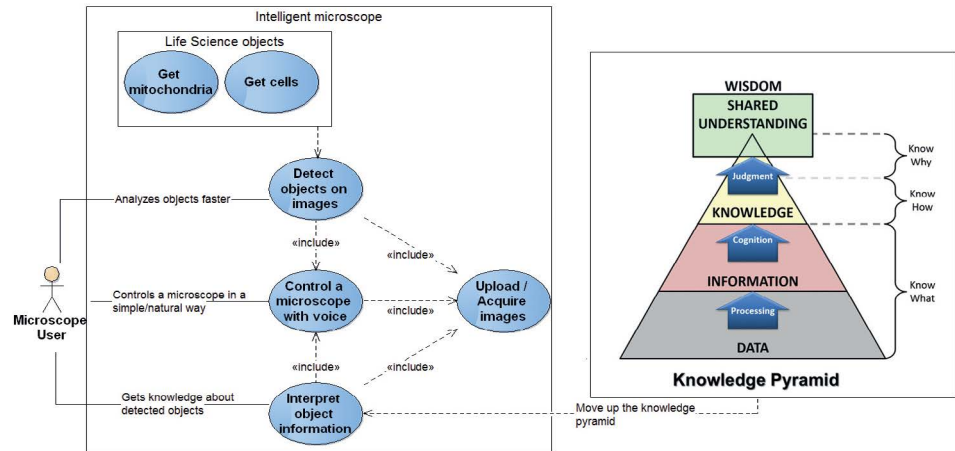 Intelligent microscope
Life Science objects
Get
mitochondria
Get cells
Detect
objects on
images
Analyzes objects faster
«include»
«include»
Microscope
User
Controls a microscope in a
simple/natural way
Control a
microscope
with voice
«include»
Upload /
Acquire
images
«include»
«include»
Gets knowledge about
detected objects
Interpret
object
information
Move up the knowledge
pyramid
WISDOM
SHARED
UNDERSTANDING
Know
Why
Judgment
Know
How
KNOWLEDGE
Cognition
INFORMATION
Know
What
Processing
DATA
Knowledge Pyramid